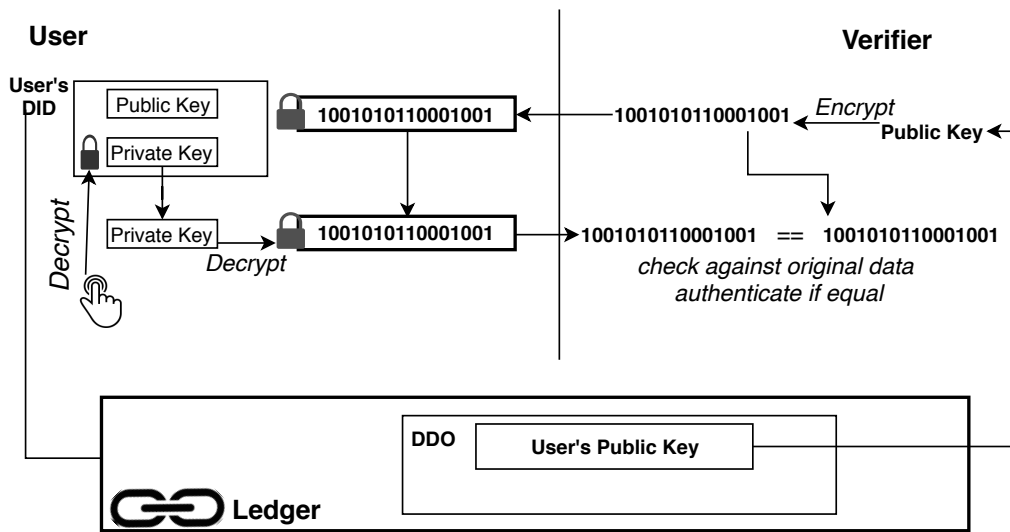 User
Verifier
User's
DID
Public Key
Private Key
1001010110001001
1001010110001001
Encrypt
Public Key
Decrypt
Private Key
Decrypt
1001010110001001
1001010110001001 == 1001010110001001
check against original data
authenticate if equal
DDO
User's Public Key
Ledger